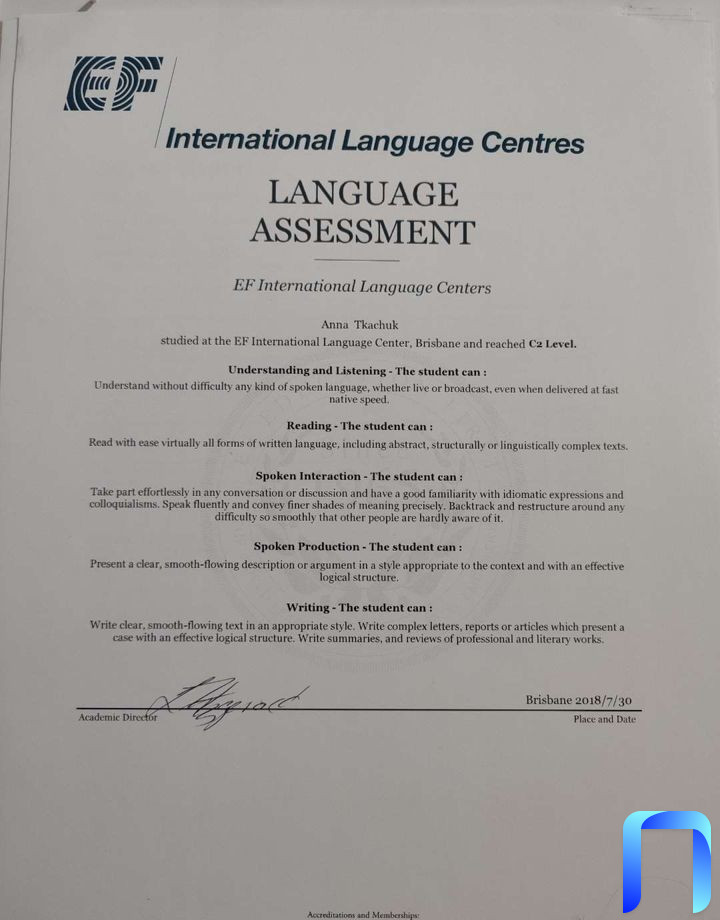 EF
International Language Centres
LANGUAGE
ASSESSMENT
EF International Language Centers
Anna Tkachuk
studied at the EF International Language Center, Brisbane and reached C2 Level.
Understanding and Listening - The student can :
Understand without difficulty any kind of spoken language, whether live or broadcast, even when delivered at fast
native speed.
Reading - The student can :
Read with ease virtually all forms of written language, including abstract, structurally or linguistically complex texts.
Spoken Interaction - The student can :
Take part effortlessly in any conversation or discussion and have a good familiarity with idiomatic expressions and
colloquialisms. Speak fluently and convey finer shades of meaning precisely. Backtrack and restructure around any
difficulty so smoothly that other people are hardly aware of it.
Spoken Production - The student can :
Present a clear, smooth-flowing description or argument in a style appropriate to the context and with an effective
logical structure.
Writing - The student can :
Write clear, smooth-flowing text in an appropriate style. Write complex letters, reports or articles which present a
case with an effective logical structure. Write summaries, and reviews of professional and literary works.
Brisbane 2018/7/30
Academic Director
Place and Date
Accreditations and Memberships: